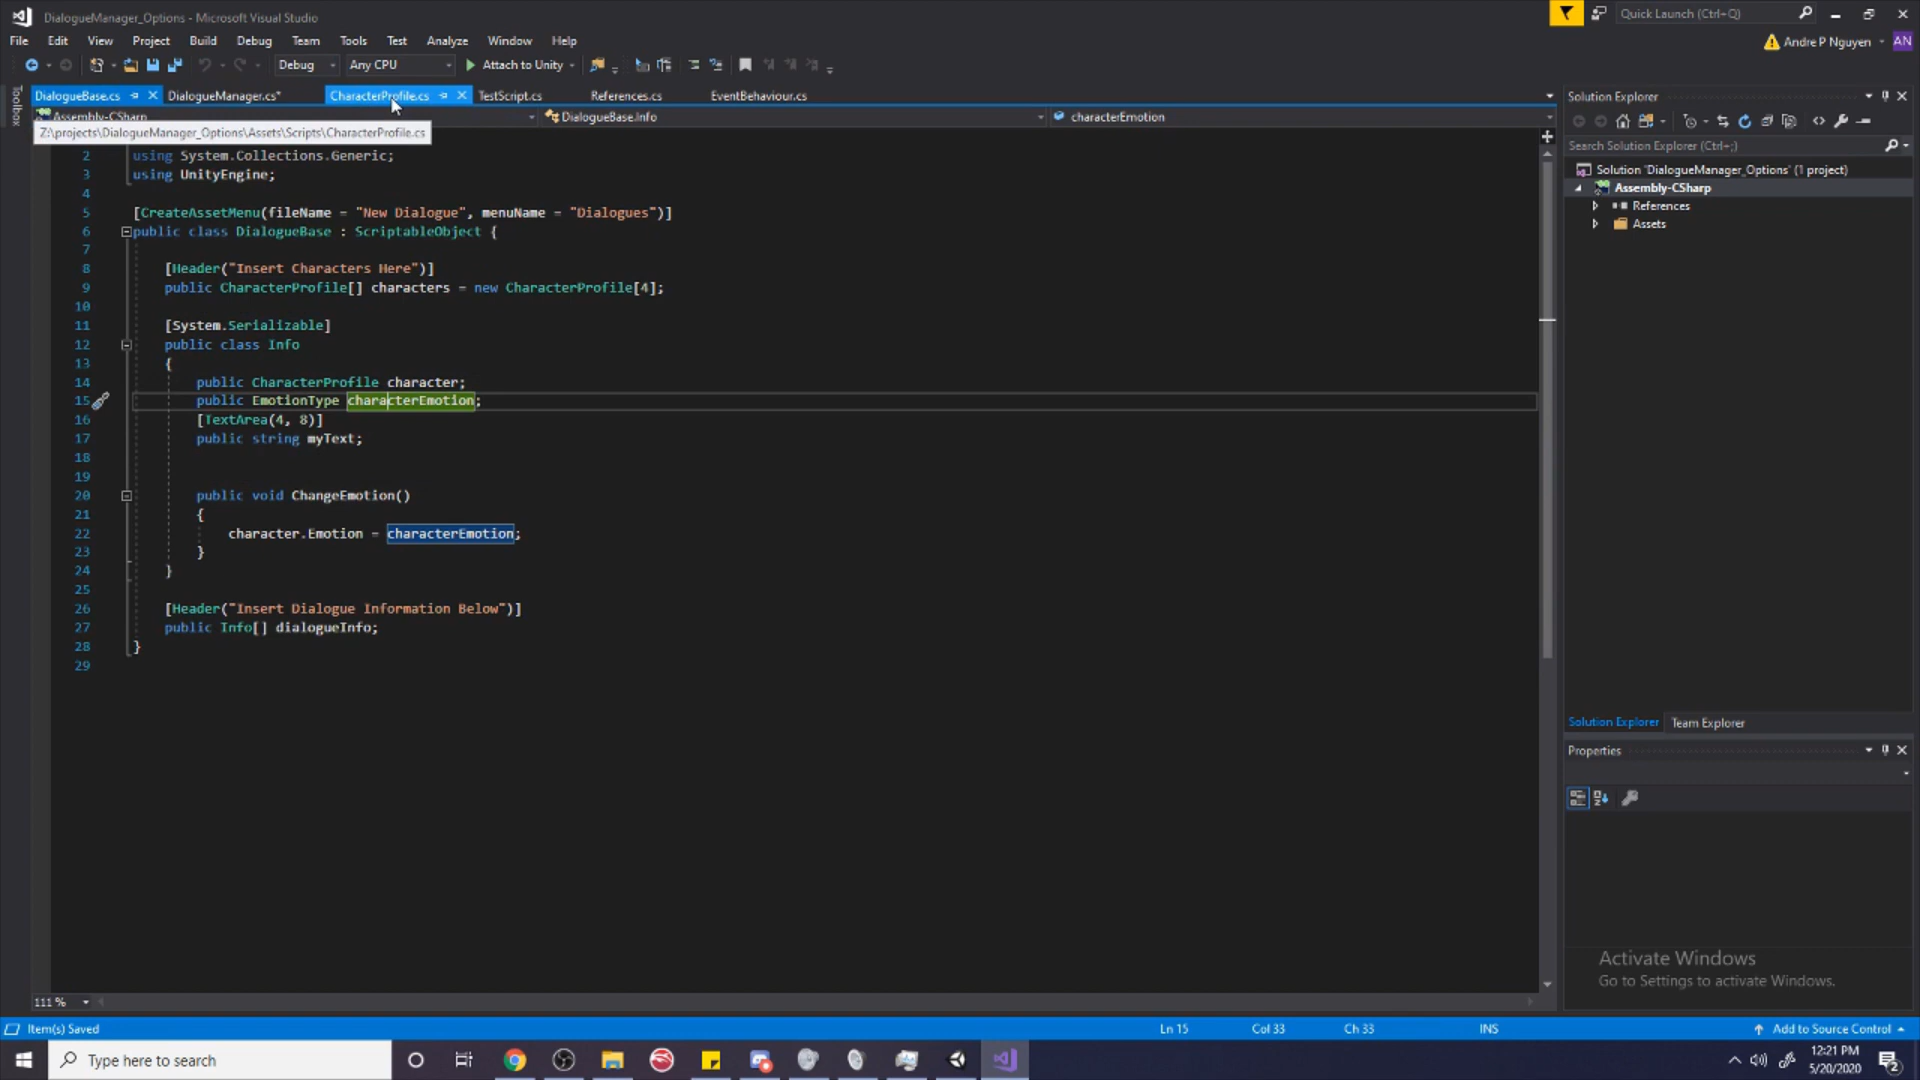 DialogueManager_Options - Microsoft Visual Studio
Quick Launch (Ctrl+Q)
File Edit View Project Build Debug Team Tools Test Analyze Window Help
Andre P Nguyen AN
Debug Any CPU Attach to Unity
Toolbox
DialogueBase.cs DialogueManager.cs* CharacterProfile.cs TestScript.cs References.cs EventBehaviour.cs
Assembly-CSharp DialogueBase.Info characterEmotion
Z:\projects\DialogueManager_Options\Assets\Scripts\CharacterProfile.cs
2 using System.Collections.Generic;
3 using UnityEngine;
4
5 [CreateAssetMenu(fileName = "New Dialogue", menuName = "Dialogues")]
6 public class DialogueBase : ScriptableObject {
7
8 [Header("Insert Characters Here")]
9 public CharacterProfile[] characters = new CharacterProfile[4];
10
11 [System.Serializable]
12 public class Info
13 {
14 public CharacterProfile character;
15 public EmotionType characterEmotion;
16 [TextArea(4, 8)]
17 public string myText;
18
19
20 public void ChangeEmotion()
21 {
22 character.Emotion = characterEmotion;
23 }
24 }
25
26 [Header("Insert Dialogue Information Below")]
27 public Info[] dialogueInfo;
28 }
29
Solution Explorer
Search Solution Explorer (Ctrl+;)
Solution 'DialogueManager_Options' (1 project)
Assembly-CSharp
References
Assets
Solution Explorer Team Explorer
Properties
Activate Windows
Go to Settings to activate Windows.
111 %
Item(s) Saved Ln 15 Col 33 Ch 33 INS Add to Source Control
Type here to search
12:21 PM
5/20/2020
2